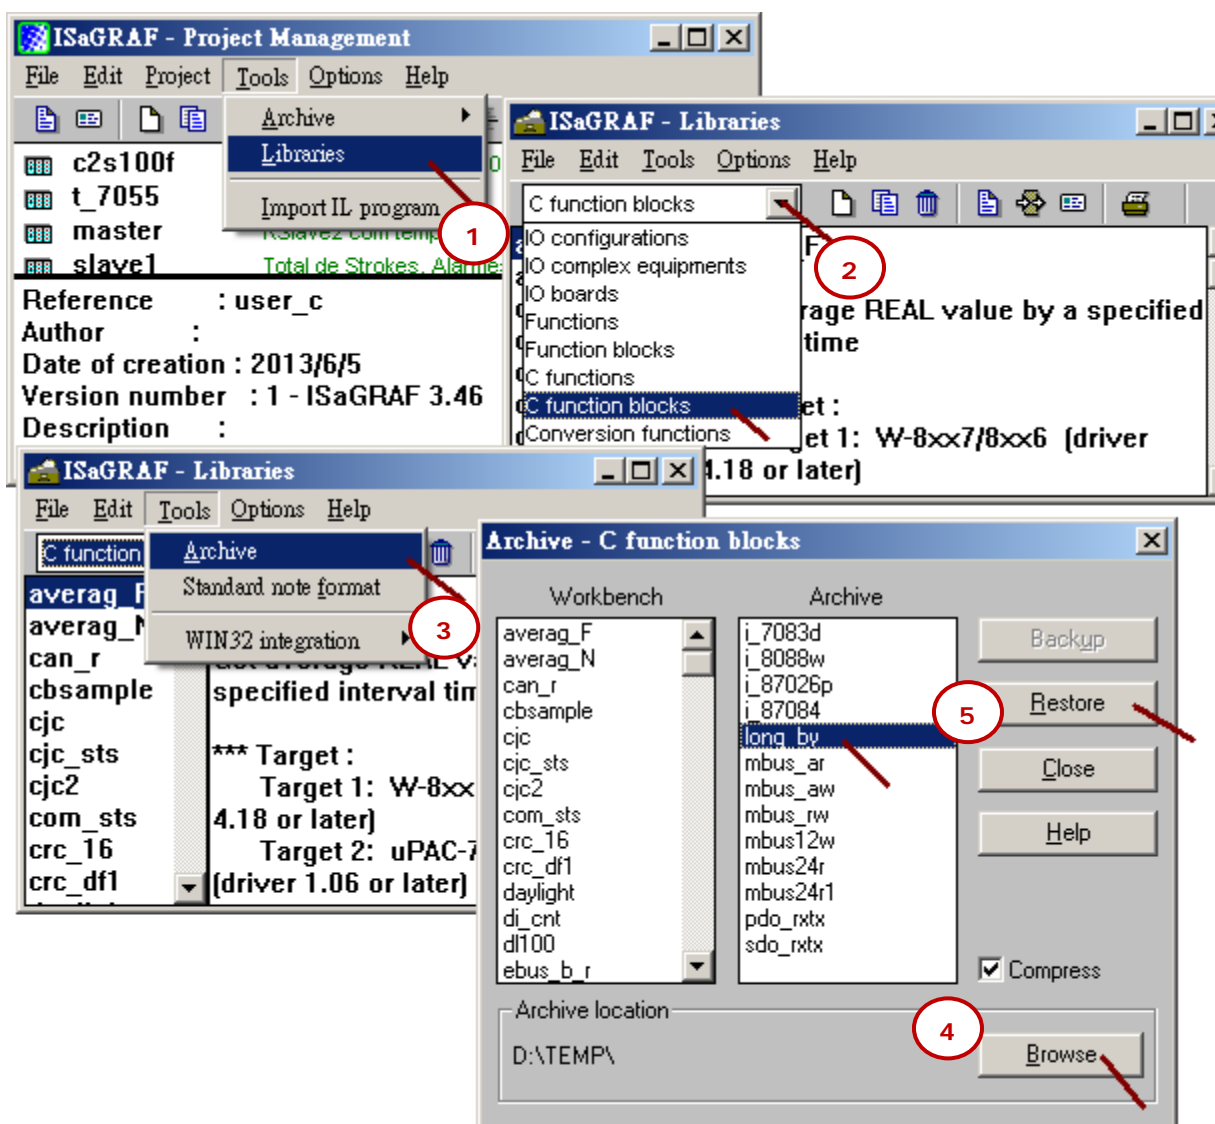 ISaGRAF - Project Management
File Edit Project Tools Options Help
Archive
Libraries
Import IL program
c2s100f
t_7055
master
slave1
Total de Strokes, Alarmes
Reference : user_c
Author :
Date of creation : 2013/6/5
Version number : 1 - ISaGRAF 3.46
Description :
1
ISaGRAF - Libraries
File Edit Tools Options Help
C function blocks
IO configurations
IO complex equipments
IO boards
Functions
Function blocks
C functions
C function blocks
Conversion functions
2
F
rage REAL value by a specified
time
et :
et 1: W-8xx7/8xx6 (driver
4.18 or later)
ISaGRAF - Libraries
File Edit Tools Options Help
C function
Archive
Standard note format
WIN32 integration
3
averag_F
averag_N
can_r
cbsample
cjc
cjc_sts
cjc2
com_sts
crc_16
crc_df1
specified interval tim
*** Target :
Target 1: W-8xx
4.18 or later)
Target 2: uPAC-7
(driver 1.06 or later)
Archive - C function blocks
Workbench
averag_F
averag_N
can_r
cbsample
cjc
cjc_sts
cjc2
com_sts
crc_16
crc_df1
daylight
di_cnt
dl100
ebus_b_r
Archive
i_7083d
i_8088w
i_87026p
i_87084
long_by
mbus_ar
mbus_aw
mbus_rw
mbus12w
mbus24r
mbus24r1
pdo_rxtx
sdo_rxtx
Backup
5
Restore
Close
Help
Compress
Archive location
D:\TEMP\
4
Browse